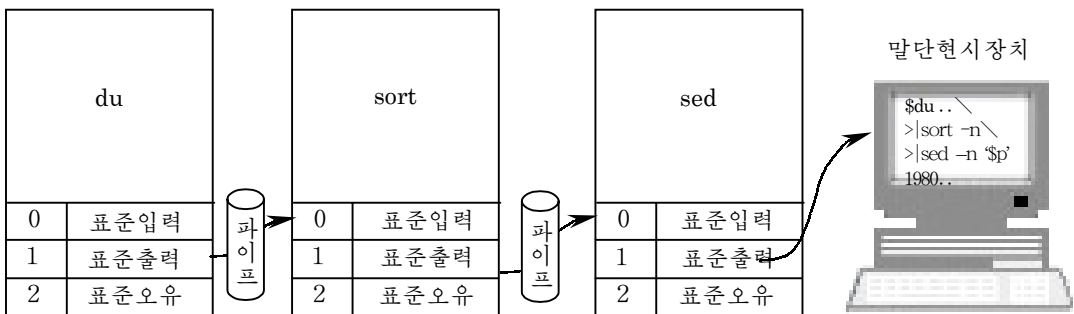 du
0 표준입력
1 표준출력
2 표준오유
파이프
sort
0 표준입력
1 표준출력
2 표준오유
파이프
sed
0 표준입력
1 표준출력
2 표준오유
말단현시장치
$du . . \
>|sort -n\
>|sed –n ‘$p’
1980. .